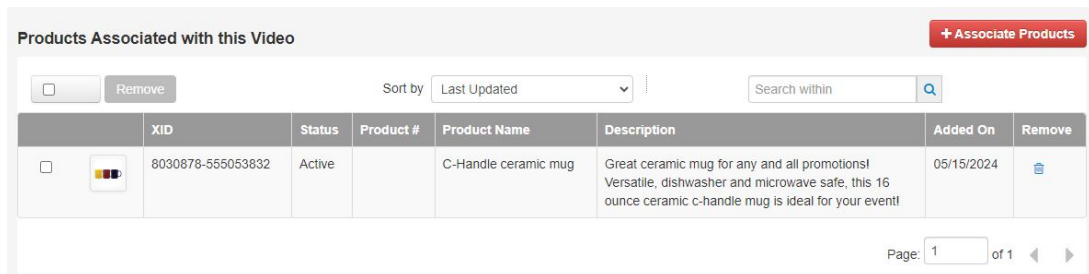 Products Associated with this Video
+ Associate Products
Remove
Sort by
Last Updated
Search within
XID
Status
Product #
Product Name
Description
Added On
Remove
8030878-555053832
Active
C-Handle ceramic mug
Great ceramic mug for any and all promotions!
Versatile, dishwasher and microwave safe, this 16
ounce ceramic c-handle mug is ideal for your event!
05/15/2024
Page: 1 of 1